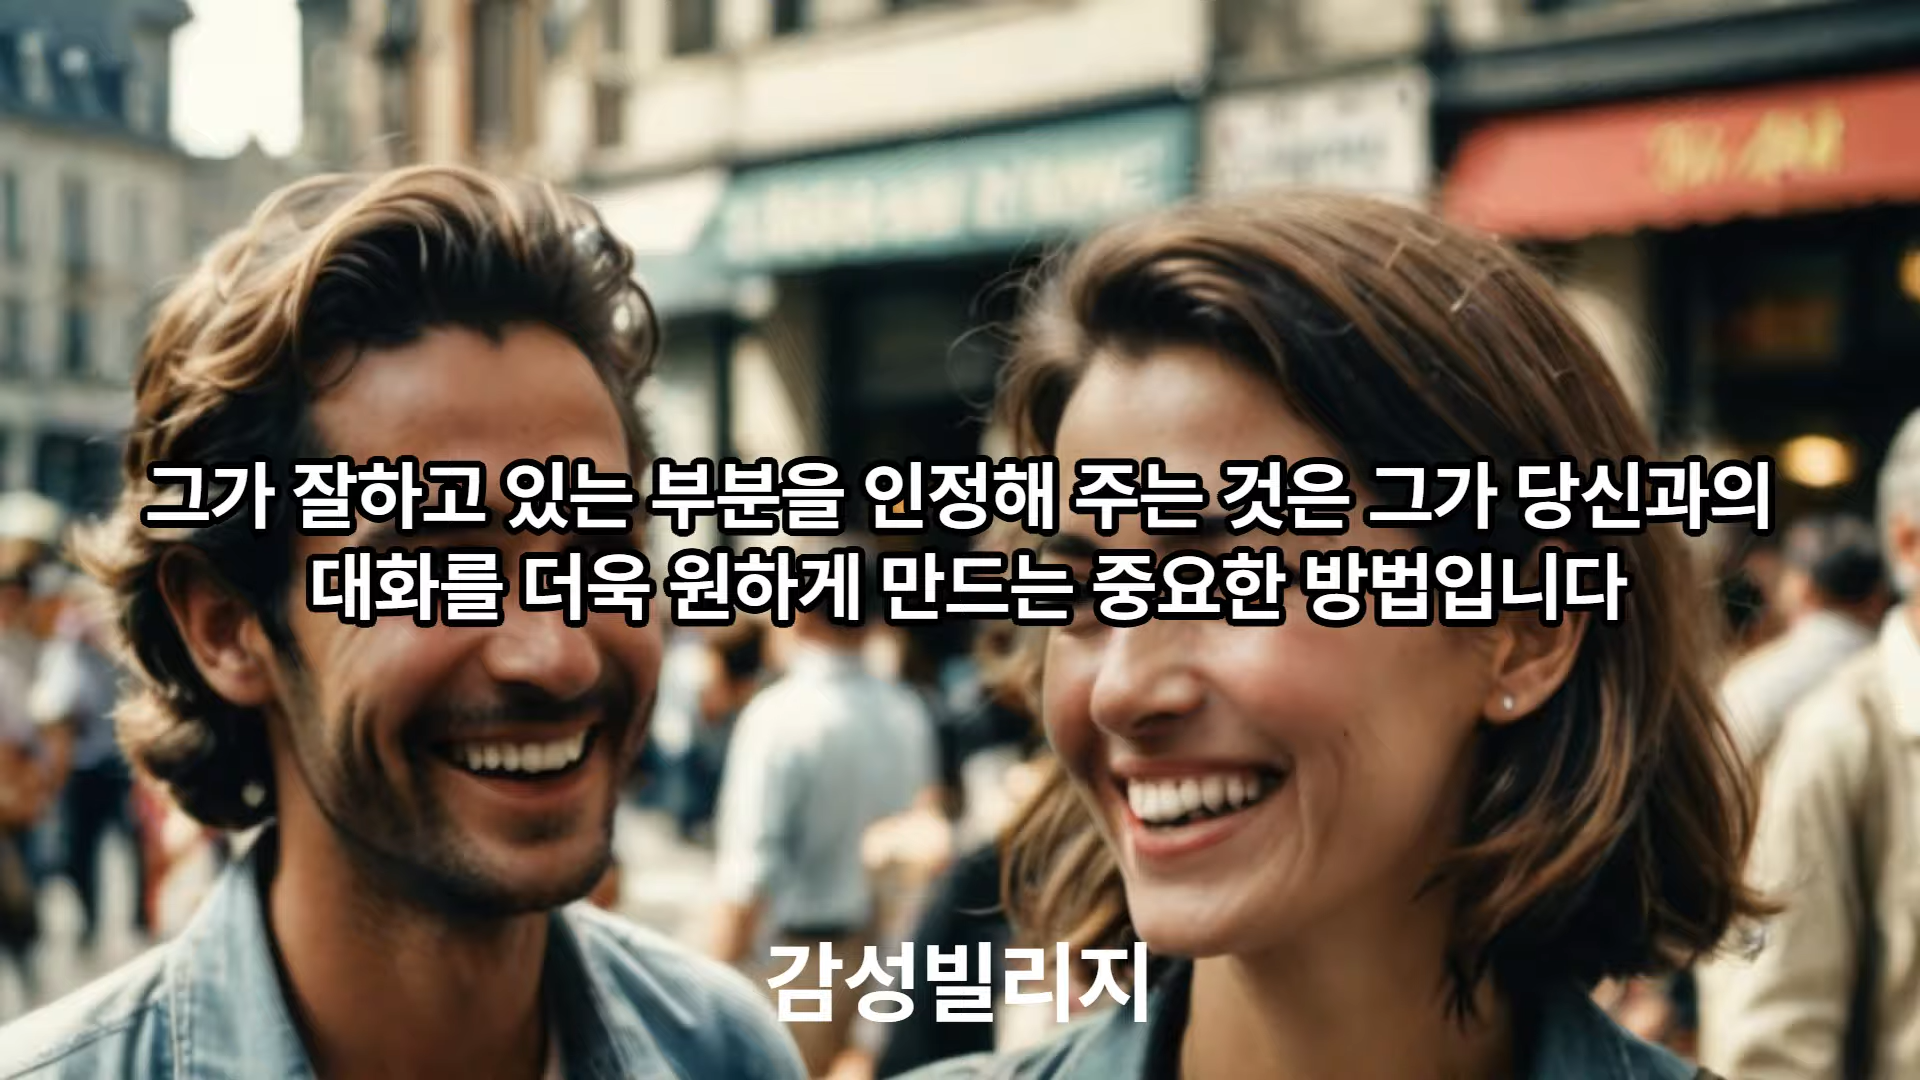 그가 잘하고 있는 부분을 인정해 주는 것은 그가 당신과의
대화를 더욱 원하게 만드는 중요한 방법입니다
감성빌리지